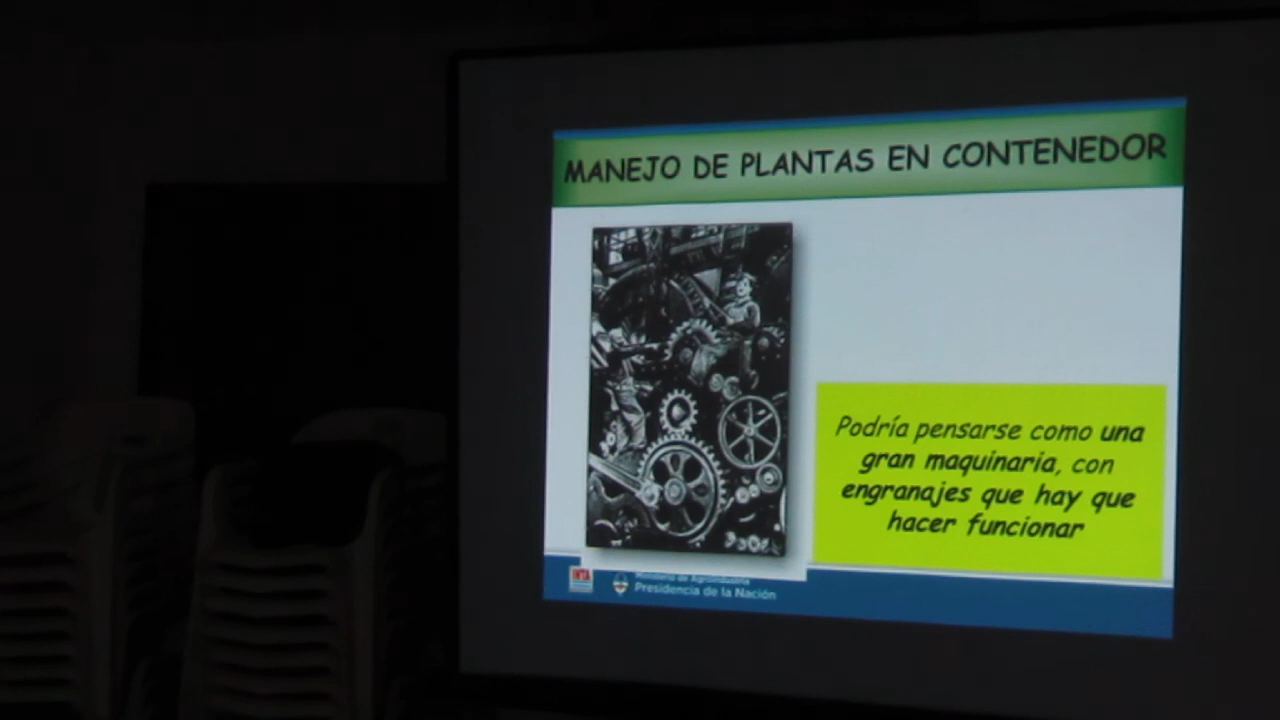 MANEJO DE PLANTAS EN CONTENEDOR
Podría pensarse como una
gran maquinaria, con
engranajes que hay que
hacer funcionar
INTA
Ministerio de Agroindustria
Presidencia de la Nación